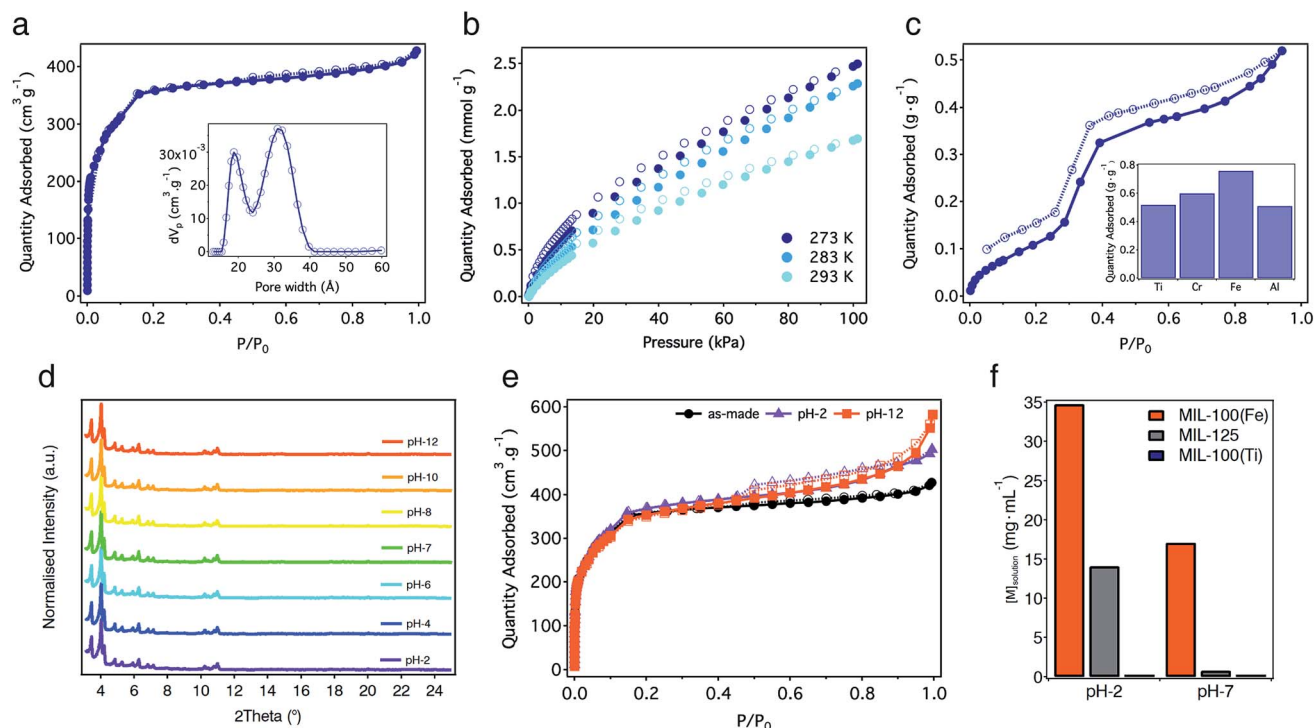 a
Quantity Adsorbed (cm³ g⁻¹)
400
300
200
100
0
0.0 0.2 0.4 0.6 0.8 1.0
P/P₀
dVₚ (cm³.g⁻¹)
30x10⁻³
20
10
0
20 30 40 50 60
Pore width (Å)
b
Quantity Adsorbed (mmol g⁻¹)
2.5
2.0
1.5
1.0
0.5
0.0
0 20 40 60 80 100
Pressure (kPa)
273 K
283 K
293 K
c
Quantity Adsorbed (g·g⁻¹)
0.5
0.4
0.3
0.2
0.1
0.0
0.0 0.2 0.4 0.6 0.8 1.0
P/P₀
Quantity Adsorbed (g·g⁻¹)
0.8
0.6
0.4
0.2
0.0
Ti Cr Fe Al
d
Normalised Intensity (a.u.)
pH-12
pH-10
pH-8
pH-7
pH-6
pH-4
pH-2
4 6 8 10 12 14 16 18 20 22 24
2Theta (º)
e
Quantity Adsorbed (cm³.g⁻¹)
600
500
400
300
200
100
0
as-made pH-2 pH-12
0.0 0.2 0.4 0.6 0.8 1.0
P/P₀
f
[M]solution (mg·mL⁻¹)
35
30
25
20
15
10
5
0
MIL-100(Fe)
MIL-125
MIL-100(Ti)
pH-2 pH-7